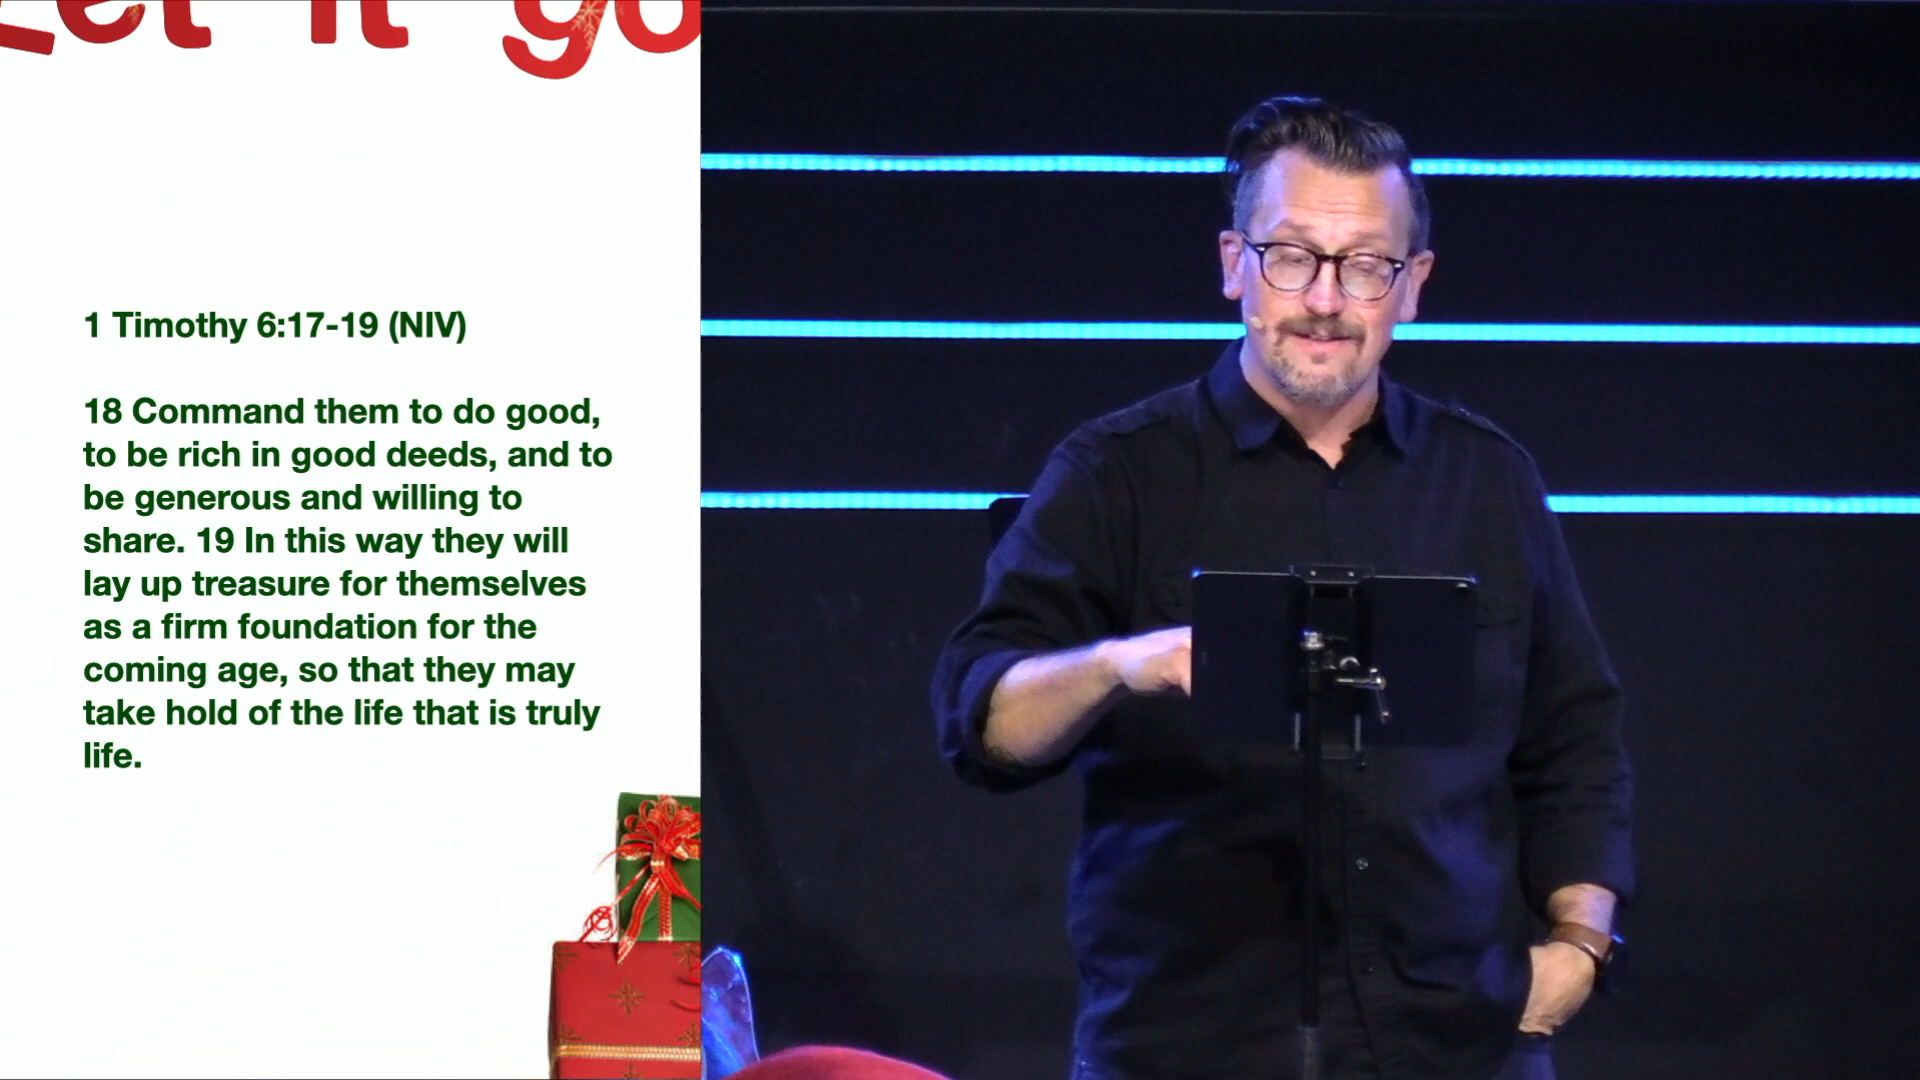 Let it go
1 Timothy 6:17-19 (NIV)
18 Command them to do good,
to be rich in good deeds, and to
be generous and willing to
share. 19 In this way they will
lay up treasure for themselves
as a firm foundation for the
coming age, so that they may
take hold of the life that is truly
life.